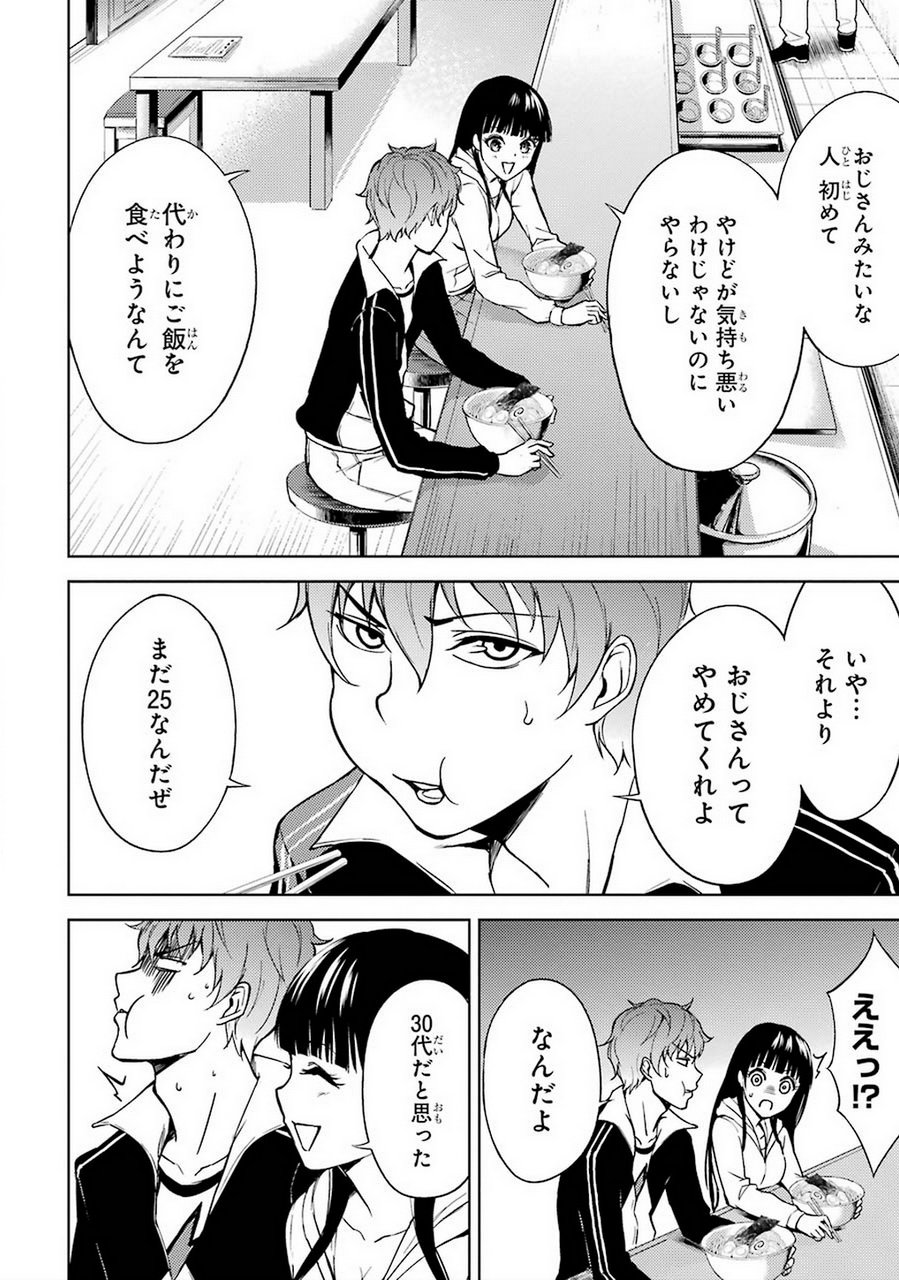 おじさんみたいな
人 初めて
やけどが気持ち悪い
わけじゃないのに
やらないし
代わりにご飯を
食べようなんて
いや…
それより
おじさんって
やめてくれよ
まだ25なんだぜ
ええっ!?
なんだよ
30代だと思った